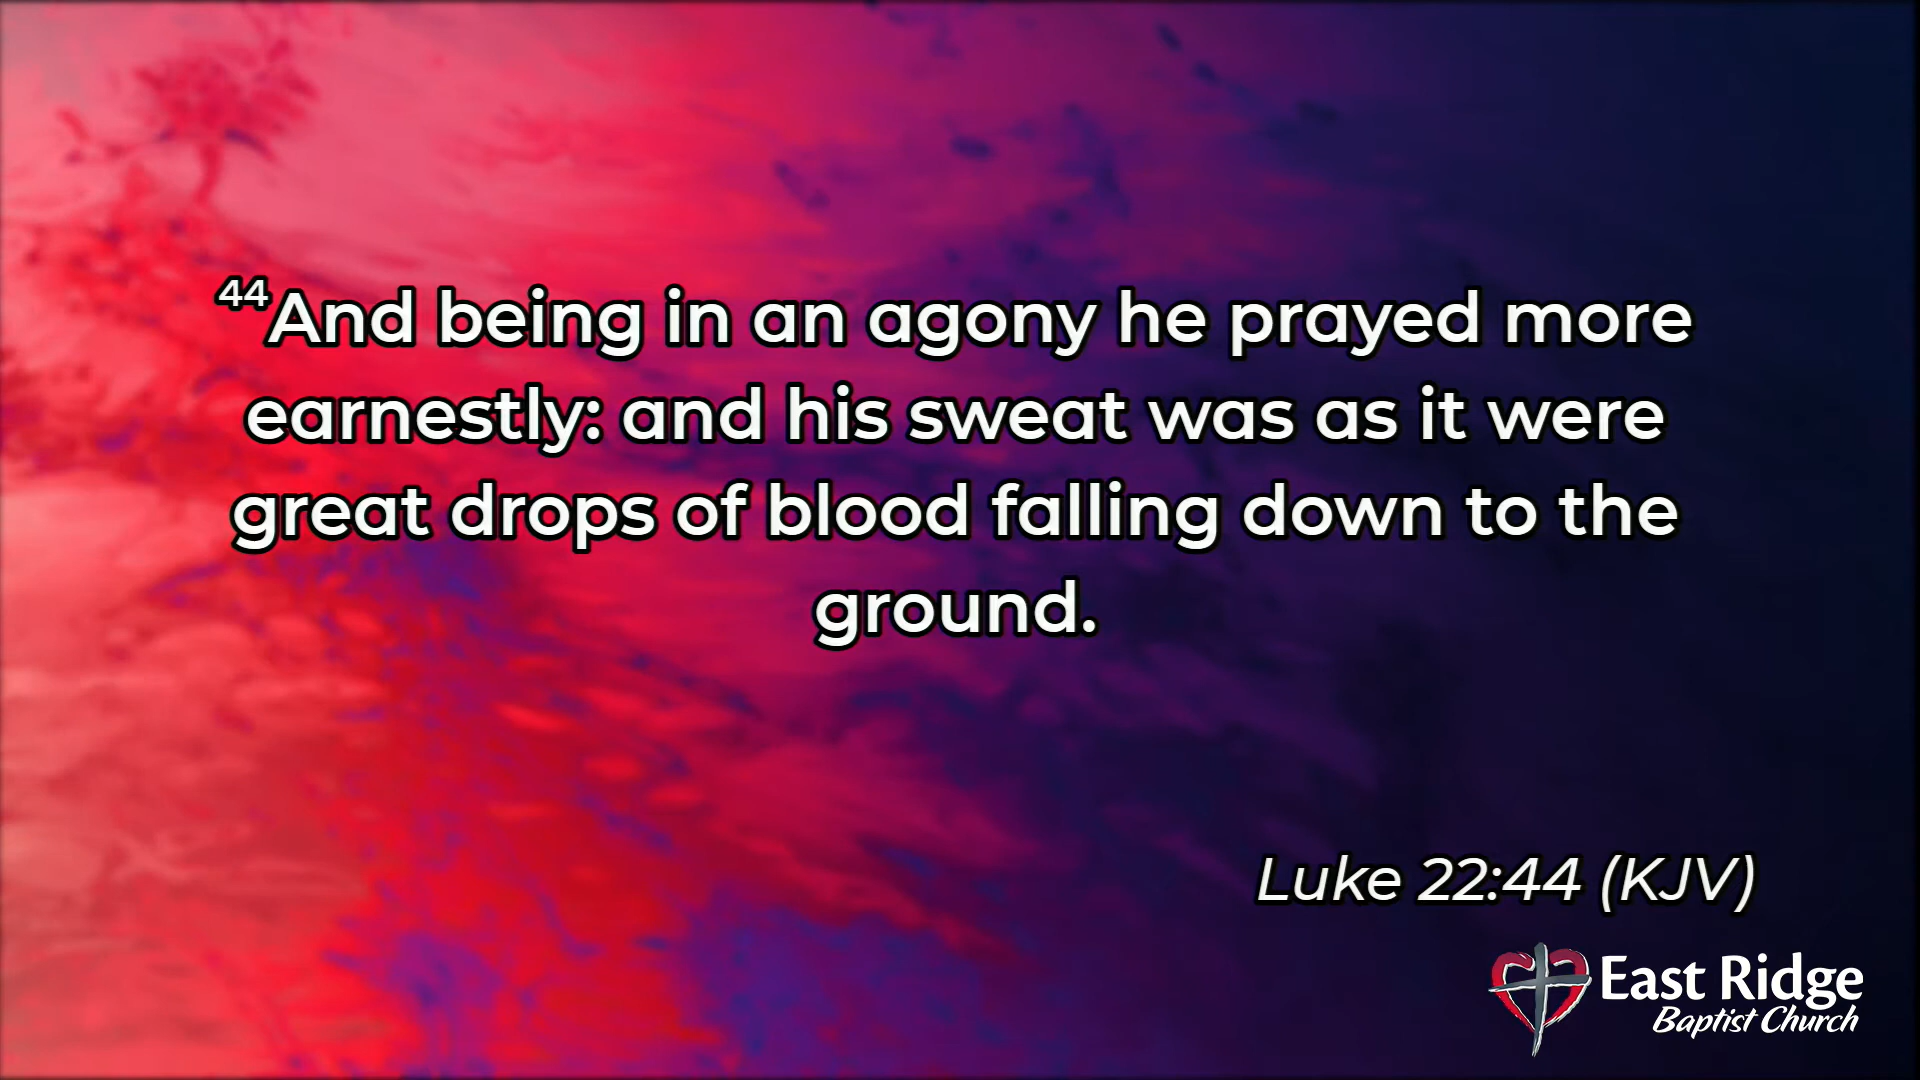 44And being in an agony he prayed more
earnestly: and his sweat was as it were
great drops of blood falling down to the
ground.
Luke 22:44 (KJV)
East Ridge
Baptist Church